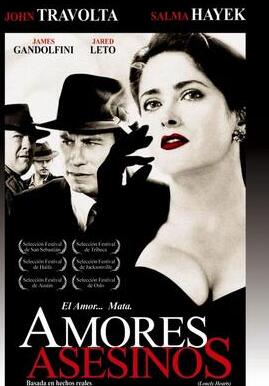 JOHN TRAVOLTA SALMA HAYEK
JAMES JARED
GANDOLFINI LETO
Selección Festival Selección Festival
de San Sebastián de Tribeca
Selección Festival Selección Festival
de Haifa de Jacksonville
Selección Festival Selección Festival
de Austin de Oslo
El Amor... Mata.
AMORES
ASESINOS
Basada en hechos reales (Lonely Hearts)